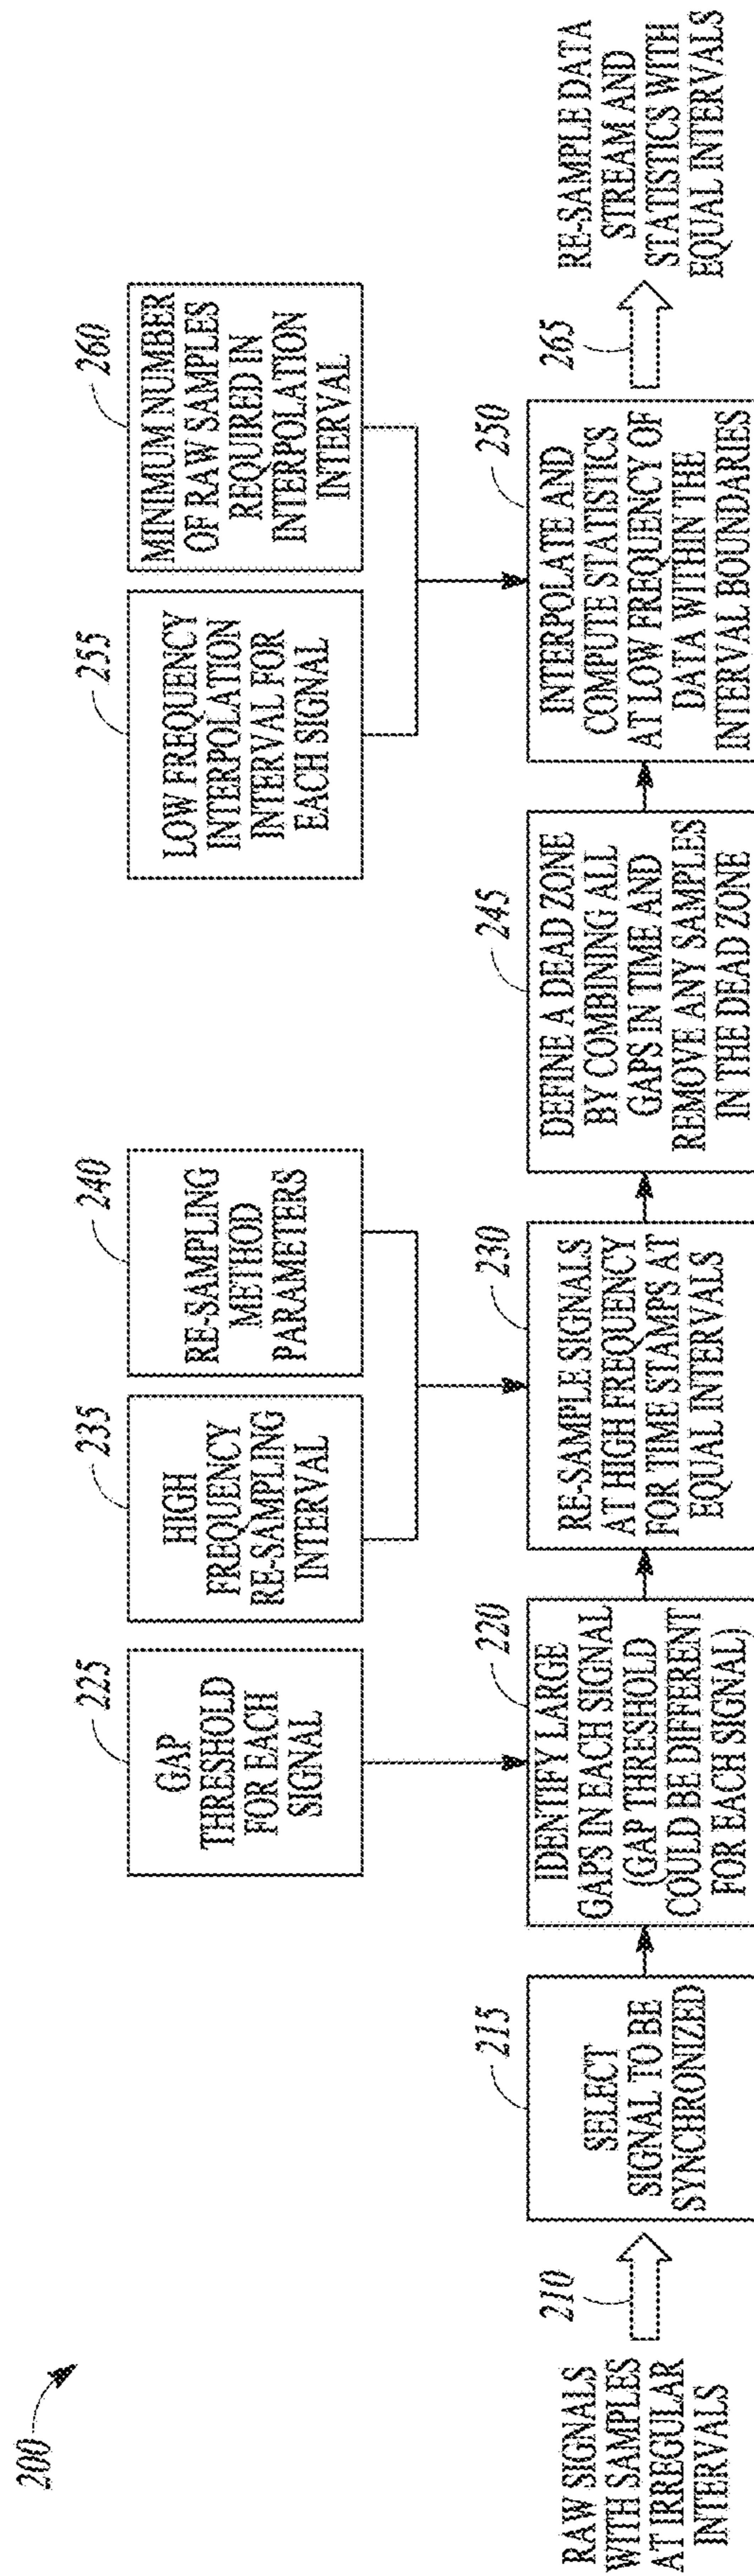 200
RAW SIGNALS
WITH SAMPLES
AT IRREGULAR
INTERVALS
210
215
SELECT
SIGNAL TO BE
SYNCHRONIZED
225
GAP
THRESHOLD
FOR EACH
SIGNAL
220
IDENTIFY LARGE
GAPS IN EACH SIGNAL
(GAP THRESHOLD
COULD BE DIFFERENT
FOR EACH SIGNAL)
235
HIGH
FREQUENCY
RE-SAMPLING
INTERVAL
240
RE-SAMPLING
METHOD
PARAMETERS
230
RE-SAMPLE SIGNALS
AT HIGH FREQUENCY
FOR TIME STAMPS AT
EQUAL INTERVALS
245
DEFINE A DEAD ZONE
BY COMBINING ALL
GAPS IN TIME AND
REMOVE ANY SAMPLES
IN THE DEAD ZONE
255
LOW FREQUENCY
INTERPOLATION
INTERVAL FOR
EACH SIGNAL
260
MINIMUM NUMBER
OF RAW SAMPLES
REQUIRED IN
INTERPOLATION
INTERVAL
250
INTERPOLATE AND
COMPUTE STATISTICS
AT LOW FREQUENCY OF
DATA WITHIN THE
INTERVAL BOUNDARIES
265
RE-SAMPLE DATA
STREAM AND
STATISTICS WITH
EQUAL INTERVALS